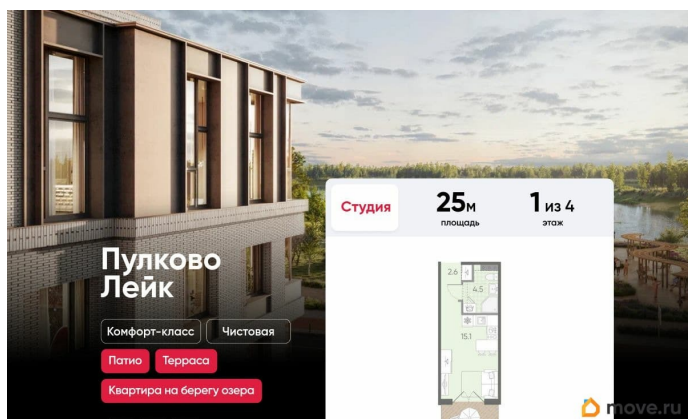 Пулково
Лейк
Комфорт-класс
Чистовая
Патио
Терраса
Квартира на берегу озера
Студия
25м
площадь
1 из 4
этаж
2.6
4.5
15.1
move.ru